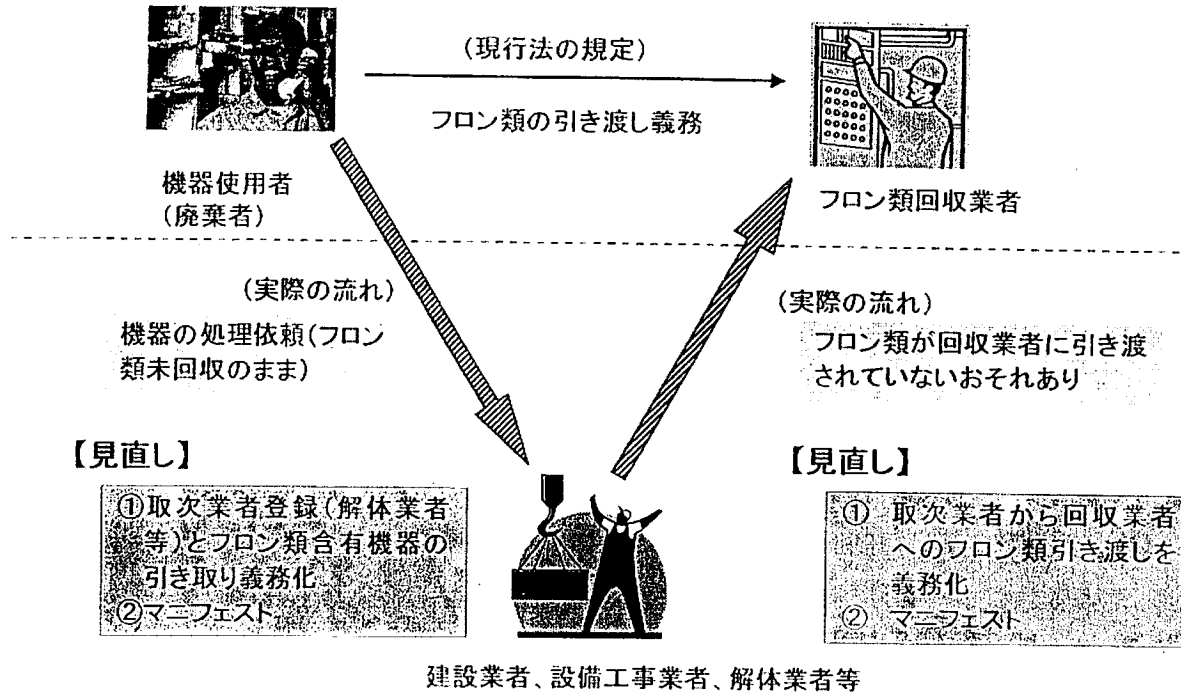 (現行法の規定)
フロン類の引き渡し義務
機器使用者
(廃棄者)
フロン類回収業者
(実際の流れ)
機器の処理依頼(フロン
類未回収のまま)
(実際の流れ)
フロン類が回収業者に引き渡
されていないおそれあり
【見直し】
①取次業者登録(解体業者
等)とフロン類含有機器の
引き取り義務化
②マニフェスト
【見直し】
① 取次業者から回収業者
へのフロン類引き渡しを
義務化
② マニフェスト
建設業者、設備工事業者、解体業者等